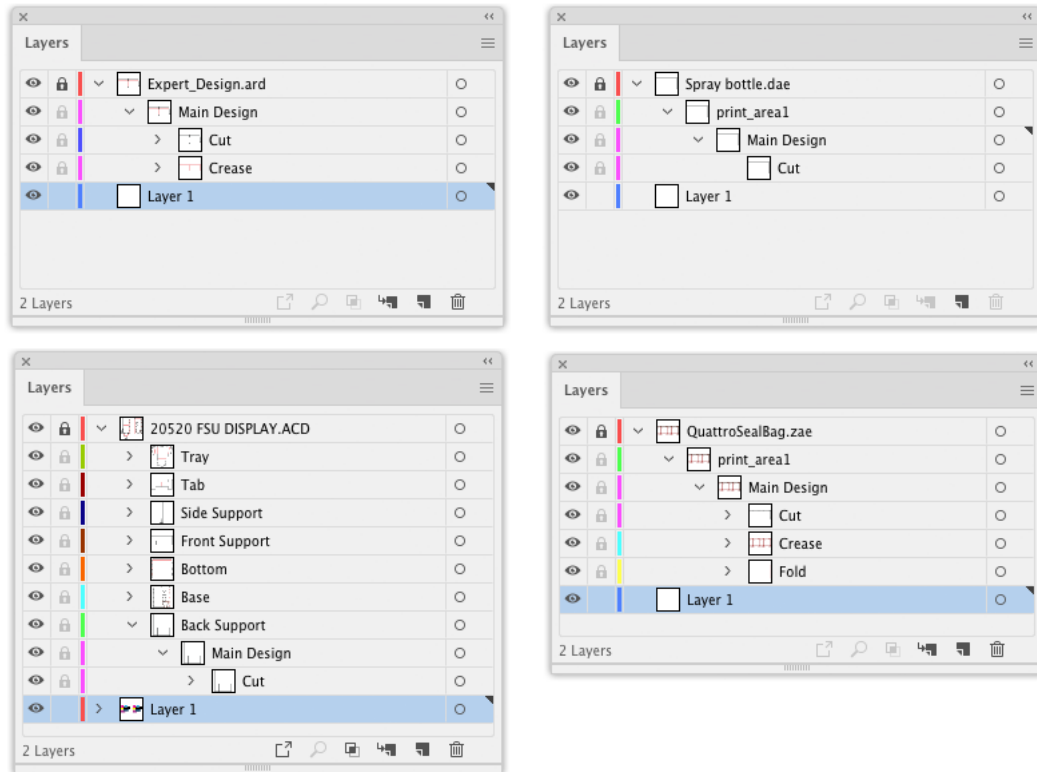 Layers
Expert_Design.ard
Main Design
Cut
Crease
Layer 1
2 Layers
Layers
Spray bottle.dae
print_area1
Main Design
Cut
Layer 1
2 Layers
Layers
20520 FSU DISPLAY.ACD
Tray
Tab
Side Support
Front Support
Bottom
Base
Back Support
Main Design
Cut
Layer 1
2 Layers
Layers
QuattroSealBag.zae
print_area1
Main Design
Cut
Crease
Fold
Layer 1
2 Layers